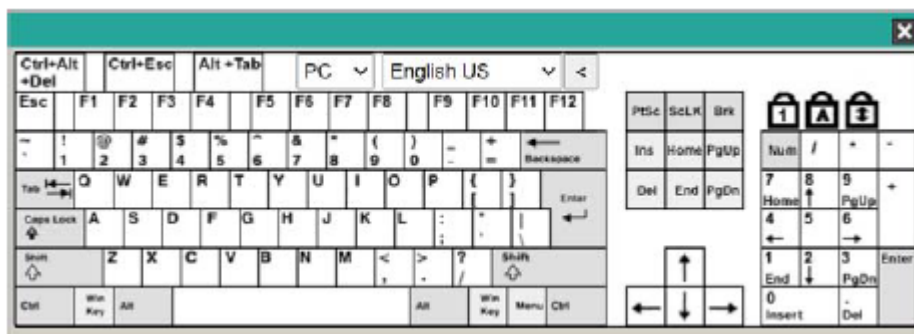 Ctrl+Alt +Del Ctrl+Esc Alt +Tab PC English US <
Esc F1 F2 F3 F4 F5 F6 F7 F8 F9 F10 F11 F12 PtSc ScLK Brk 1 A
~ ! @ # $ % ^ & * ( ) _ +
` 1 2 3 4 5 6 7 8 9 0 - = Backspace Ins Home PgUp Num / * -
Tab Q W E R T Y U I O P { } Enter Del End PgDn 7 Home 8 9 PgUp +
[ ]
Caps Lock A S D F G H J K L : " | 4 5 6
; ' \
Shift Z X C V B N M < > ? Shift 1 End 2 3 PgDn Enter
, . /
Ctrl Win Key Alt Alt Win Key Menu Ctrl 0 Insert . Del